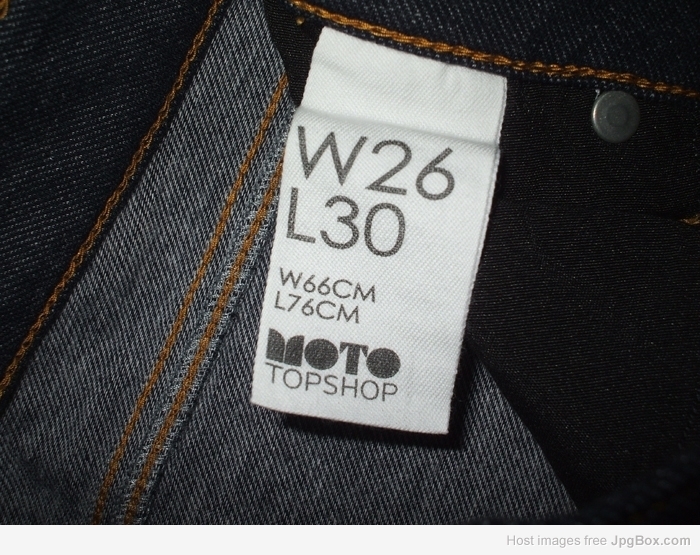 W26
L30
W66CM
L76CM
MOTO
TOPSHOP
Host images free JpgBox.com